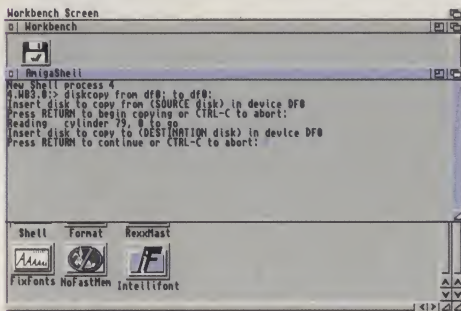 Workbench Screen
Workbench
AmigaShell
New Shell process 4
4.WB3.0:> diskcopy from df0: to df0:
Insert disk to copy from (SOURCE disk) in device DF0
Press RETURN to begin copying or CTRL-C to abort:
Reading cylinder 79, 0 to go
Insert disk to copy to (DESTINATION disk) in device DF0
Press RETURN to continue or CTRL-C to abort:
Shell Format RexxMast
FixFonts NoFastMem Intellifont